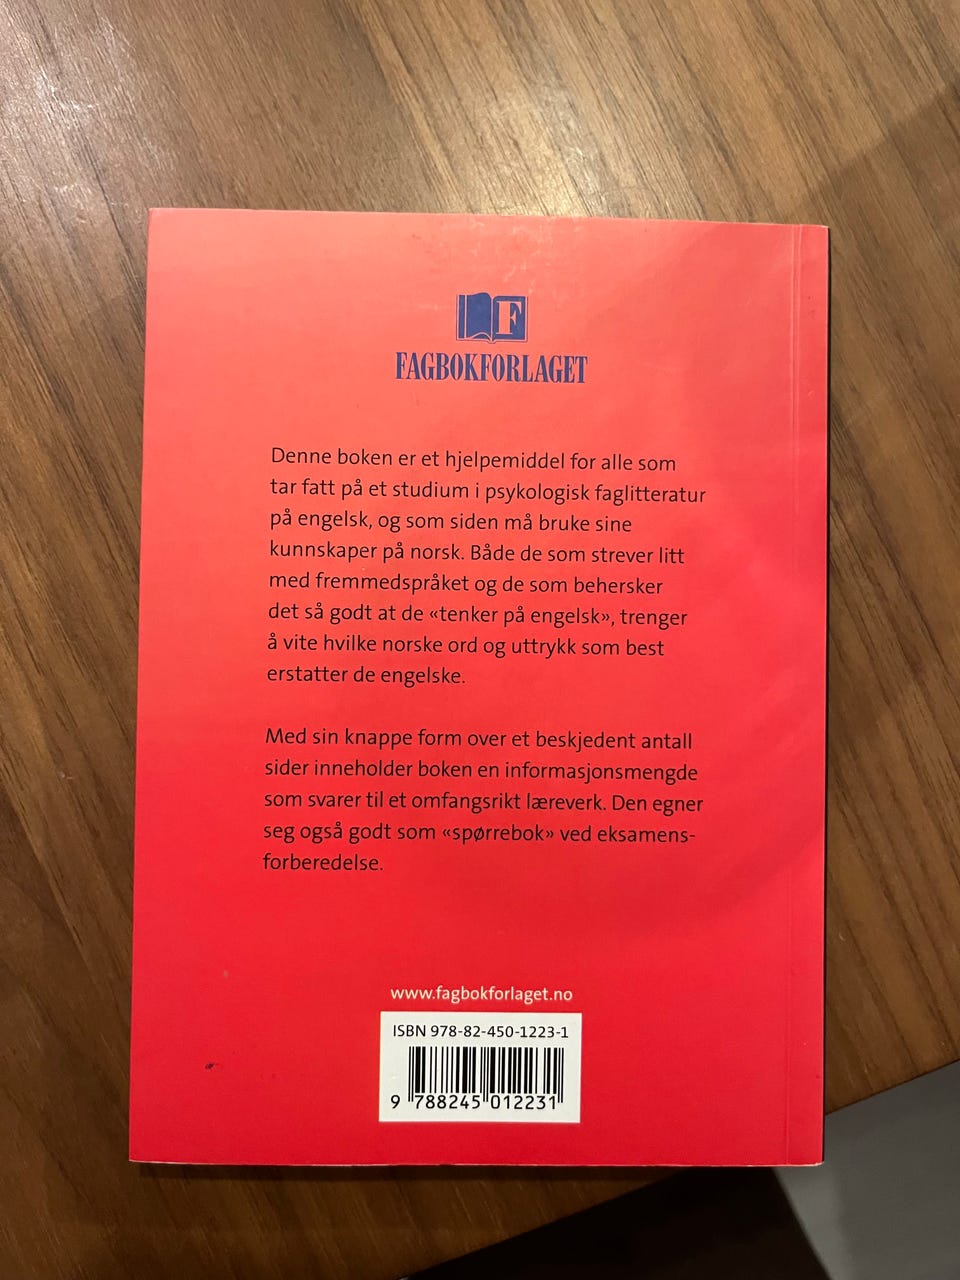 F
FAGBOKFORLAGET
Denne boken er et hjelpemiddel for alle som
tar fatt på et studium i psykologisk faglitteratur
på engelsk, og som siden må bruke sine
kunnskaper på norsk. Både de som strever litt
med fremmedspråket og de som behersker
det så godt at de «tenker på engelsk», trenger
å vite hvilke norske ord og uttrykk som best
erstatter de engelske.
Med sin knappe form over et beskjedent antall
sider inneholder boken en informasjonsmengde
som svarer til et omfangsrikt læreverk. Den egner
seg også godt som «spørrebok» ved eksamens-
forberedelse.
www.fagbokforlaget.no
ISBN 978-82-450-1223-1
9 788245 012231